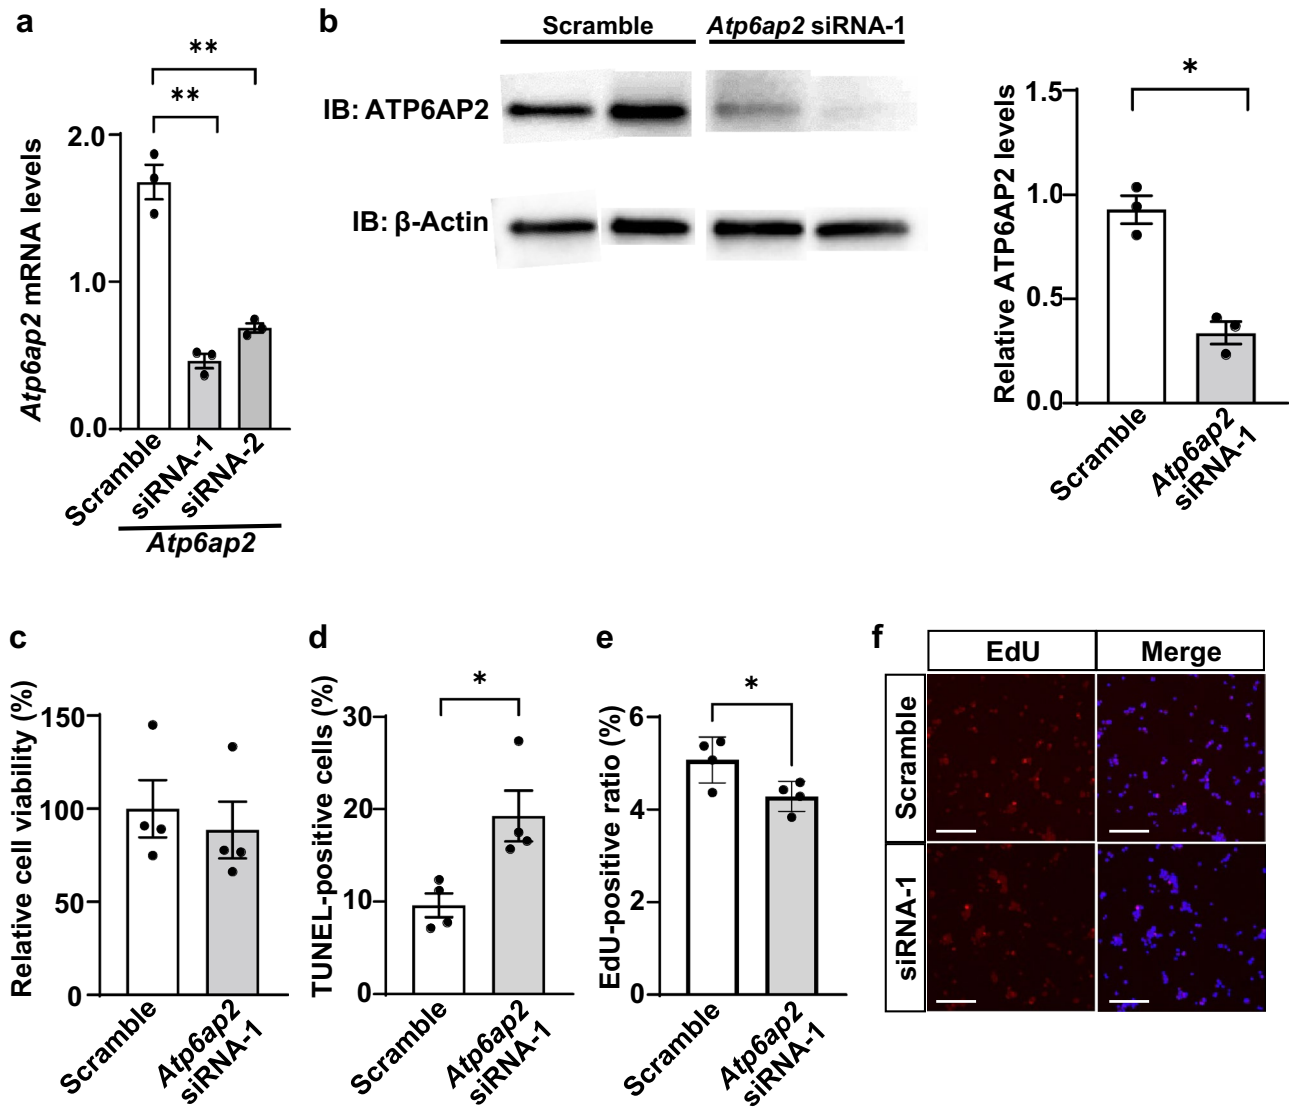 a
**
**
Atp6ap2 mRNA levels
2.0
1.0
0.0
Scramble
siRNA-1
siRNA-2
Atp6ap2
b
Scramble
Atp6ap2 siRNA-1
IB: ATP6AP2
IB: β-Actin
*
Relative ATP6AP2 levels
1.5
1.0
0.5
0.0
Scramble
Atp6ap2
siRNA-1
c
Relative cell viability (%)
150
100
50
0
Scramble
Atp6ap2
siRNA-1
d
*
TUNEL-positive cells (%)
30
20
10
0
Scramble
Atp6ap2
siRNA-1
e
*
EdU-positive ratio (%)
6
4
2
0
Scramble
Atp6ap2
siRNA-1
f
EdU
Merge
Scramble
siRNA-1